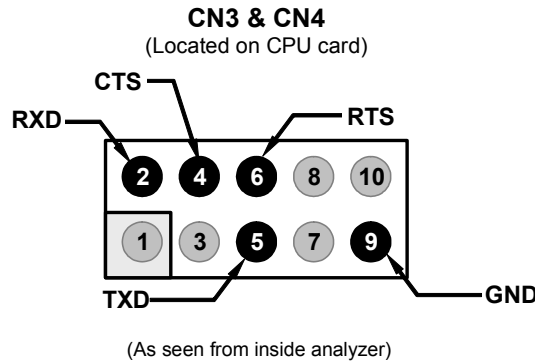 CN3 & CN4
(Located on CPU card)
CTS
RXD
RTS
2 4 6 8 10
1 3 5 7 9
TXD
GND
(As seen from inside analyzer)